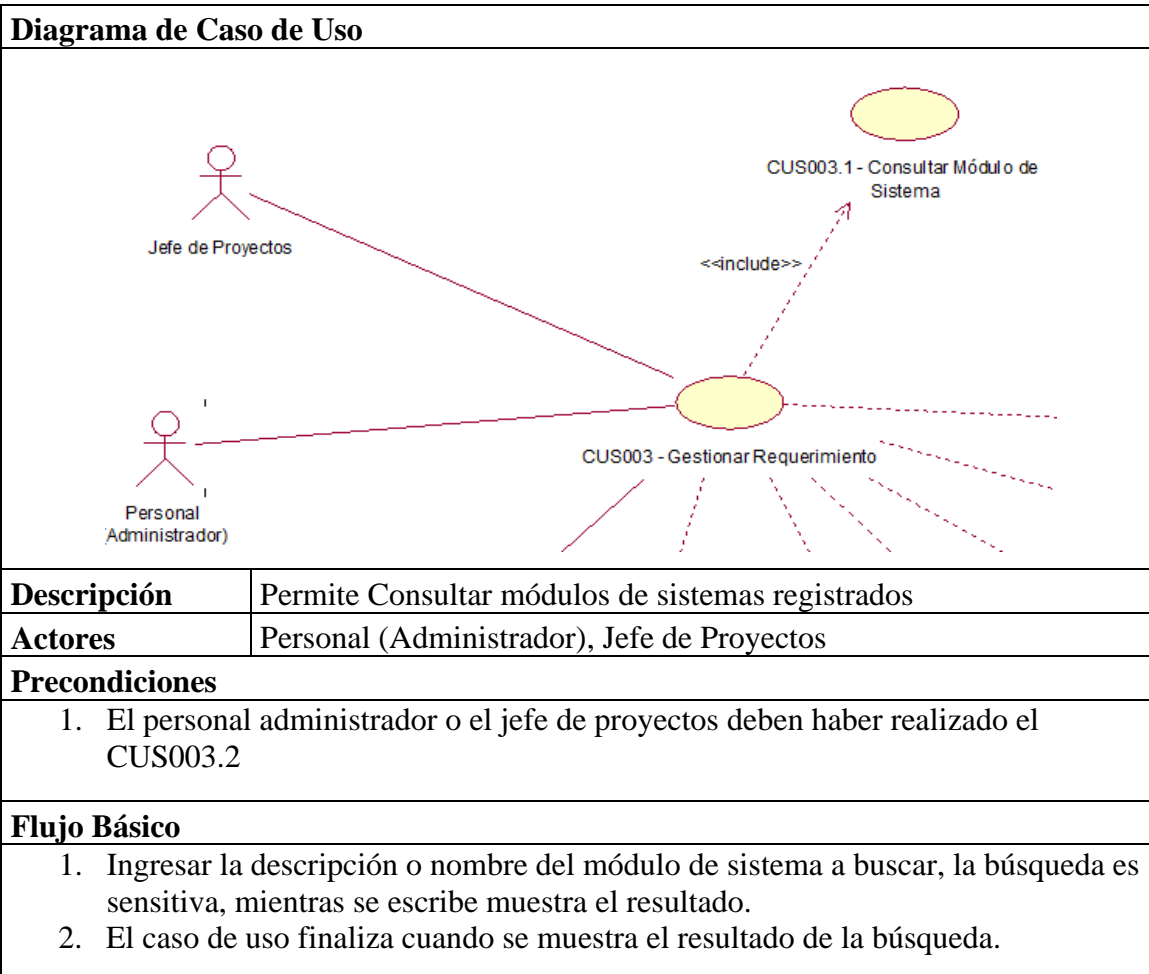 Diagrama de Caso de Uso
CUS003.1 - Consultar Módulo de
Sistema
Jefe de Proyectos
<<include>>
CUS003 - Gestionar Requerimiento
Personal
(Administrador)
Descripción Permite Consultar módulos de sistemas registrados
Actores Personal (Administrador), Jefe de Proyectos
Precondiciones
1. El personal administrador o el jefe de proyectos deben haber realizado el
CUS003.2
Flujo Básico
1. Ingresar la descripción o nombre del módulo de sistema a buscar, la búsqueda es
sensitiva, mientras se escribe muestra el resultado.
2. El caso de uso finaliza cuando se muestra el resultado de la búsqueda.